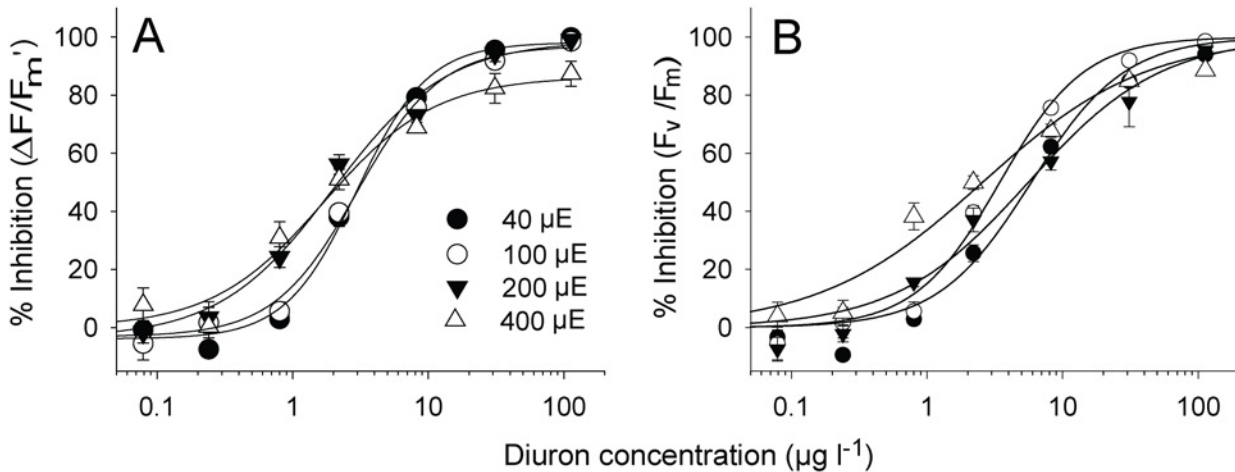 A
% Inhibition (ΔF/Fm')
100
80
60
40
20
0
0.1
1
10
100
40 µE
100 µE
200 µE
400 µE
B
% Inhibition (Fv /Fm)
100
80
60
40
20
0
0.1
1
10
100
Diuron concentration (µg l-1)